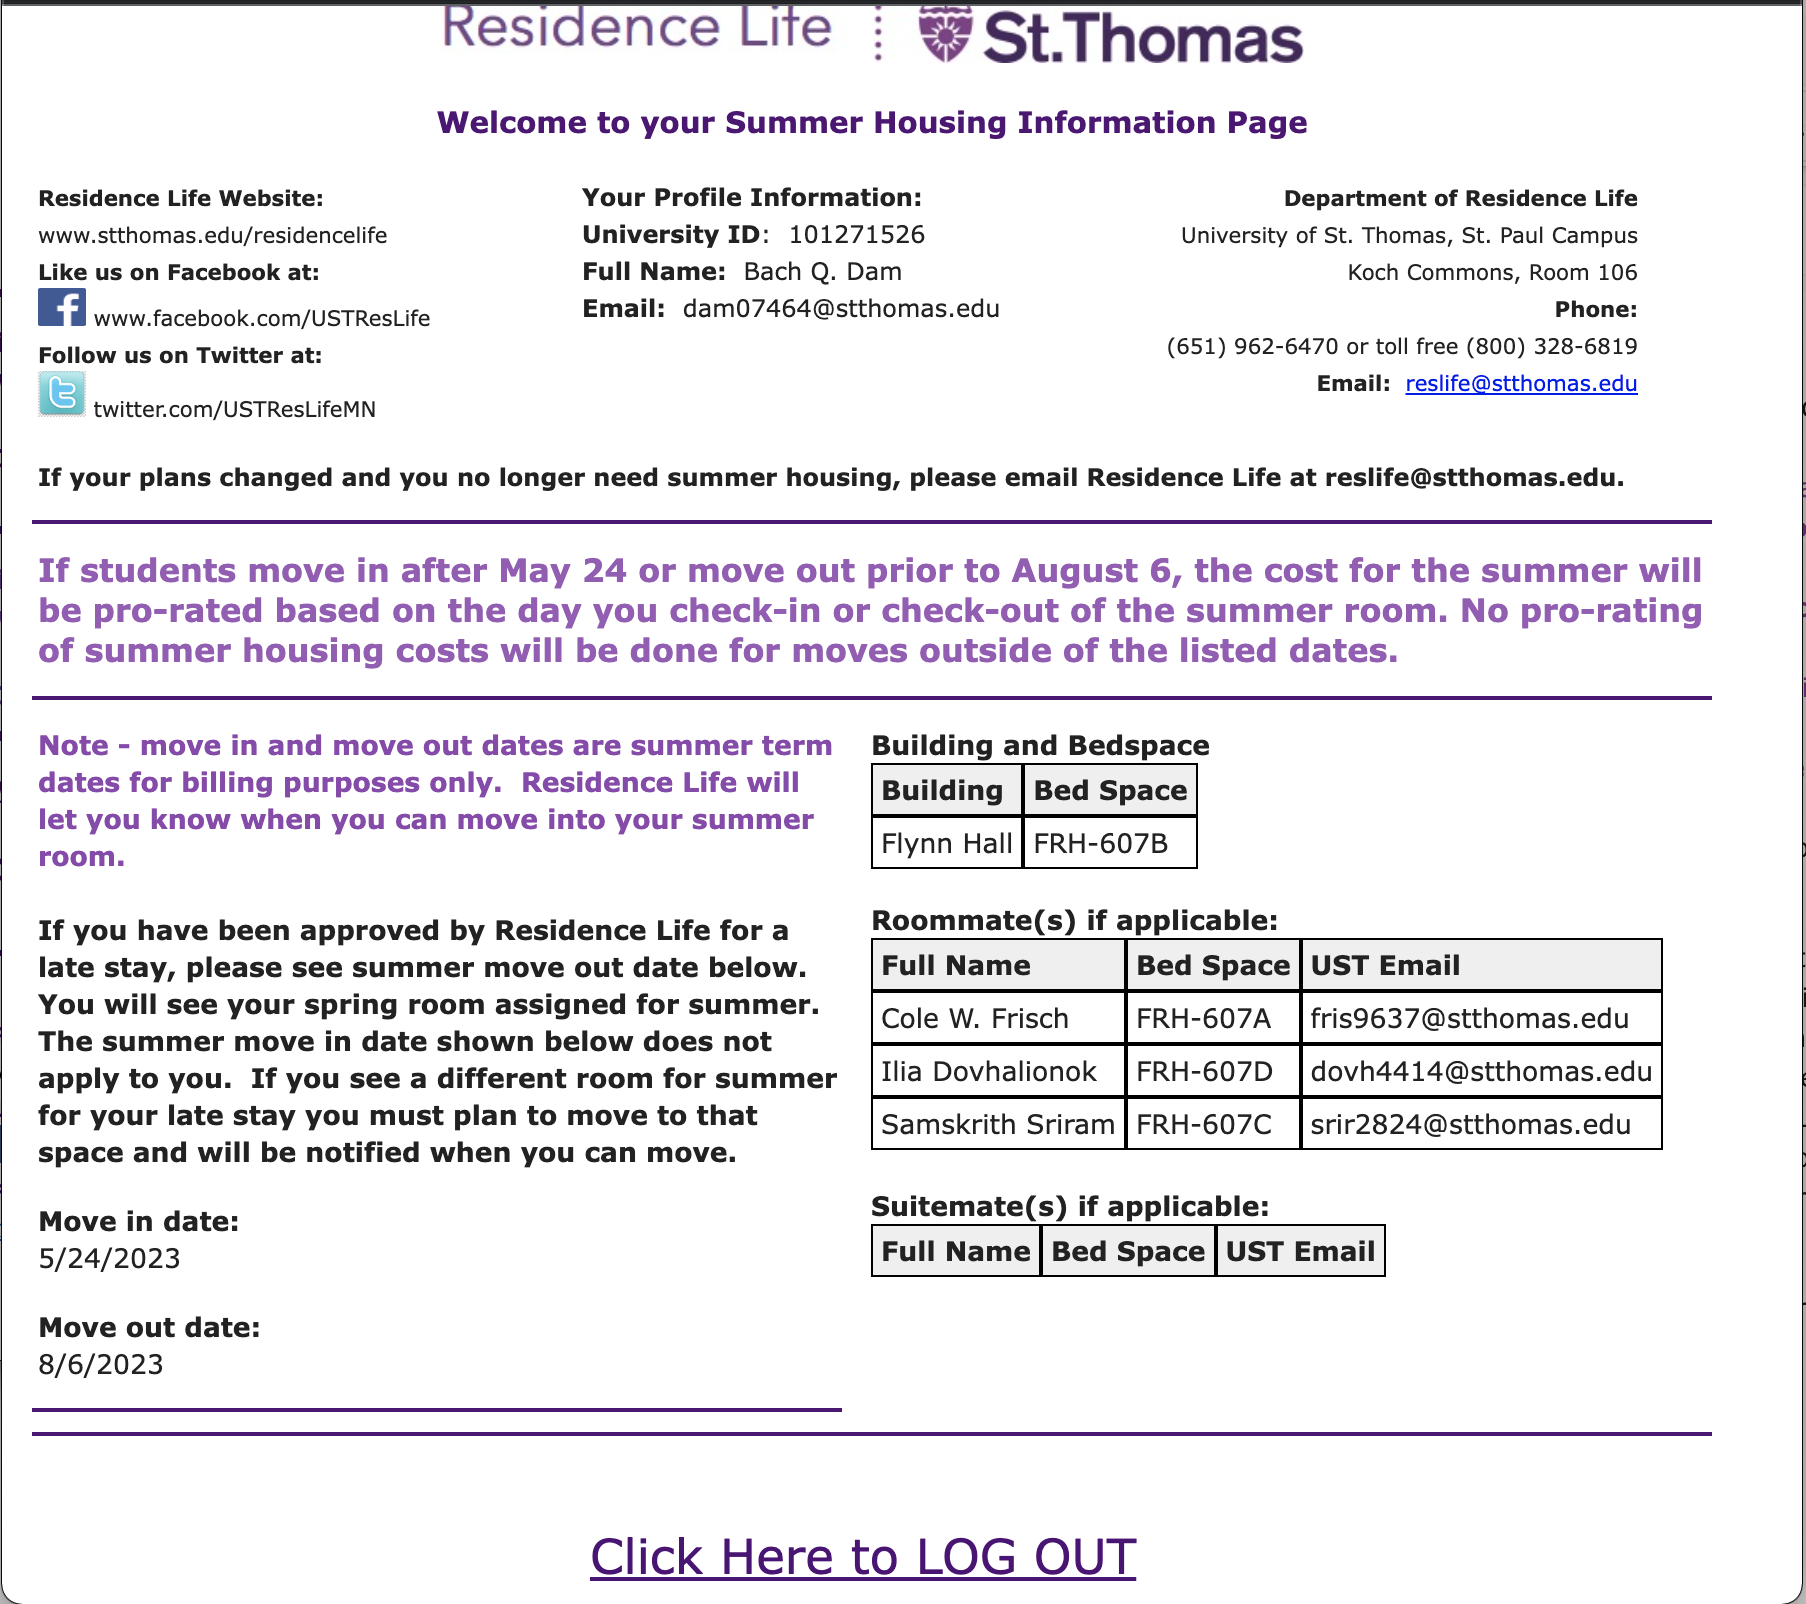 Residence Life St.Thomas
Welcome to your Summer Housing Information Page
Residence Life Website:
www.stthomas.edu/residencelife
Like us on Facebook at:
www.facebook.com/USTResLife
Follow us on Twitter at:
twitter.com/USTResLifeMN
Your Profile Information:
University ID: 101271526
Full Name: Bach Q. Dam
Email: dam07464@stthomas.edu
Department of Residence Life
University of St. Thomas, St. Paul Campus
Koch Commons, Room 106
Phone:
(651) 962-6470 or toll free (800) 328-6819
Email: reslife@stthomas.edu
If your plans changed and you no longer need summer housing, please email Residence Life at reslife@stthomas.edu.
If students move in after May 24 or move out prior to August 6, the cost for the summer will
be pro-rated based on the day you check-in or check-out of the summer room. No pro-rating
of summer housing costs will be done for moves outside of the listed dates.
Note - move in and move out dates are summer term
dates for billing purposes only. Residence Life will
let you know when you can move into your summer
room.
If you have been approved by Residence Life for a
late stay, please see summer move out date below.
You will see your spring room assigned for summer.
The summer move in date shown below does not
apply to you. If you see a different room for summer
for your late stay you must plan to move to that
space and will be notified when you can move.
Move in date:
5/24/2023
Move out date:
8/6/2023
Building and Bedspace
Building Bed Space
Flynn Hall FRH-607B
Roommate(s) if applicable:
Full Name Bed Space UST Email
Cole W. Frisch FRH-607A fris9637@stthomas.edu
Ilia Dovhalionok FRH-607D dovh4414@stthomas.edu
Samskrith Sriram FRH-607C srir2824@stthomas.edu
Suitemate(s) if applicable:
Full Name Bed Space UST Email
Click Here to LOG OUT